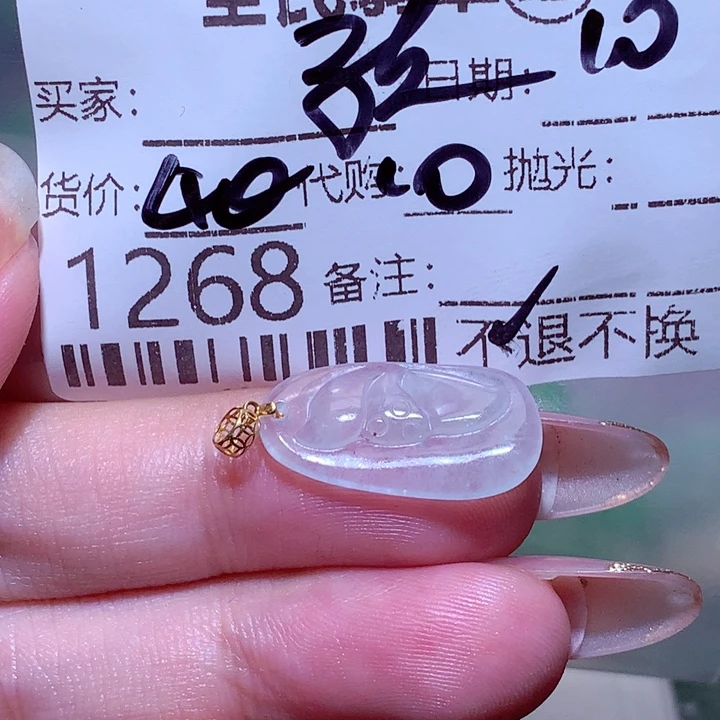 买家：
日期：
货价：40 代购：10 抛光：
1268 备注：
不退不换